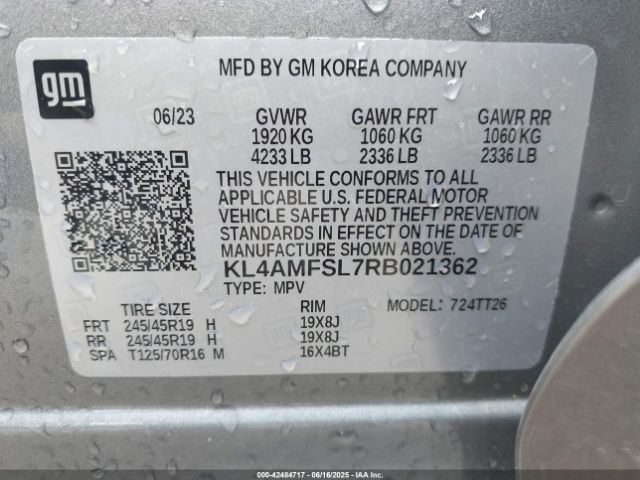 gm
MFD BY GM KOREA COMPANY
06/23 GVWR GAWR FRT GAWR RR
1920 KG 1060 KG 1060 KG
4233 LB 2336 LB 2336 LB
THIS VEHICLE CONFORMS TO ALL
APPLICABLE U.S. FEDERAL MOTOR
VEHICLE SAFETY AND THEFT PREVENTION
STANDARDS IN EFFECT ON THE DATE
OF MANUFACTURE SHOWN ABOVE.
KL4AMFSL7RB021362
TYPE: MPV MODEL: 724TT26
TIRE SIZE RIM
FRT 245/45R19 H 19X8J
RR 245/45R19 H 19X8J
SPA T125/70R16 M 16X4BT
000-42484717 - 06/16/2025 - IAAI.COM